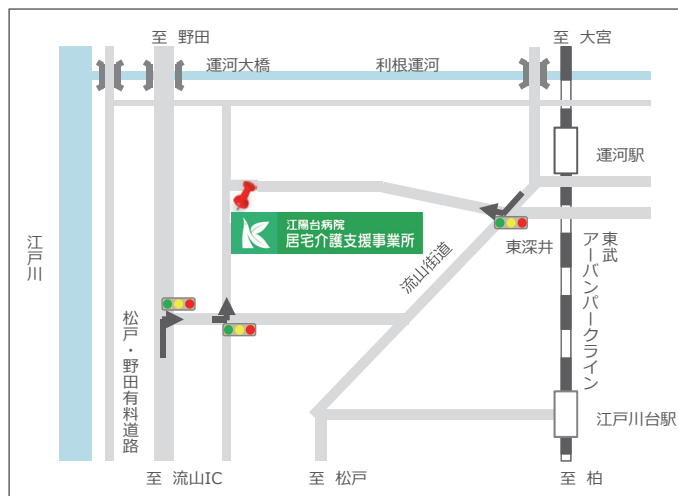 至 野田
至 大宮
運河大橋
利根運河
運河駅
江戸川
江陽台病院
居宅介護支援事業所
東深井
東武
アーバンパークライン
流山街道
松戸・野田有料道路
江戸川台駅
至 流山IC
至 松戸
至 柏